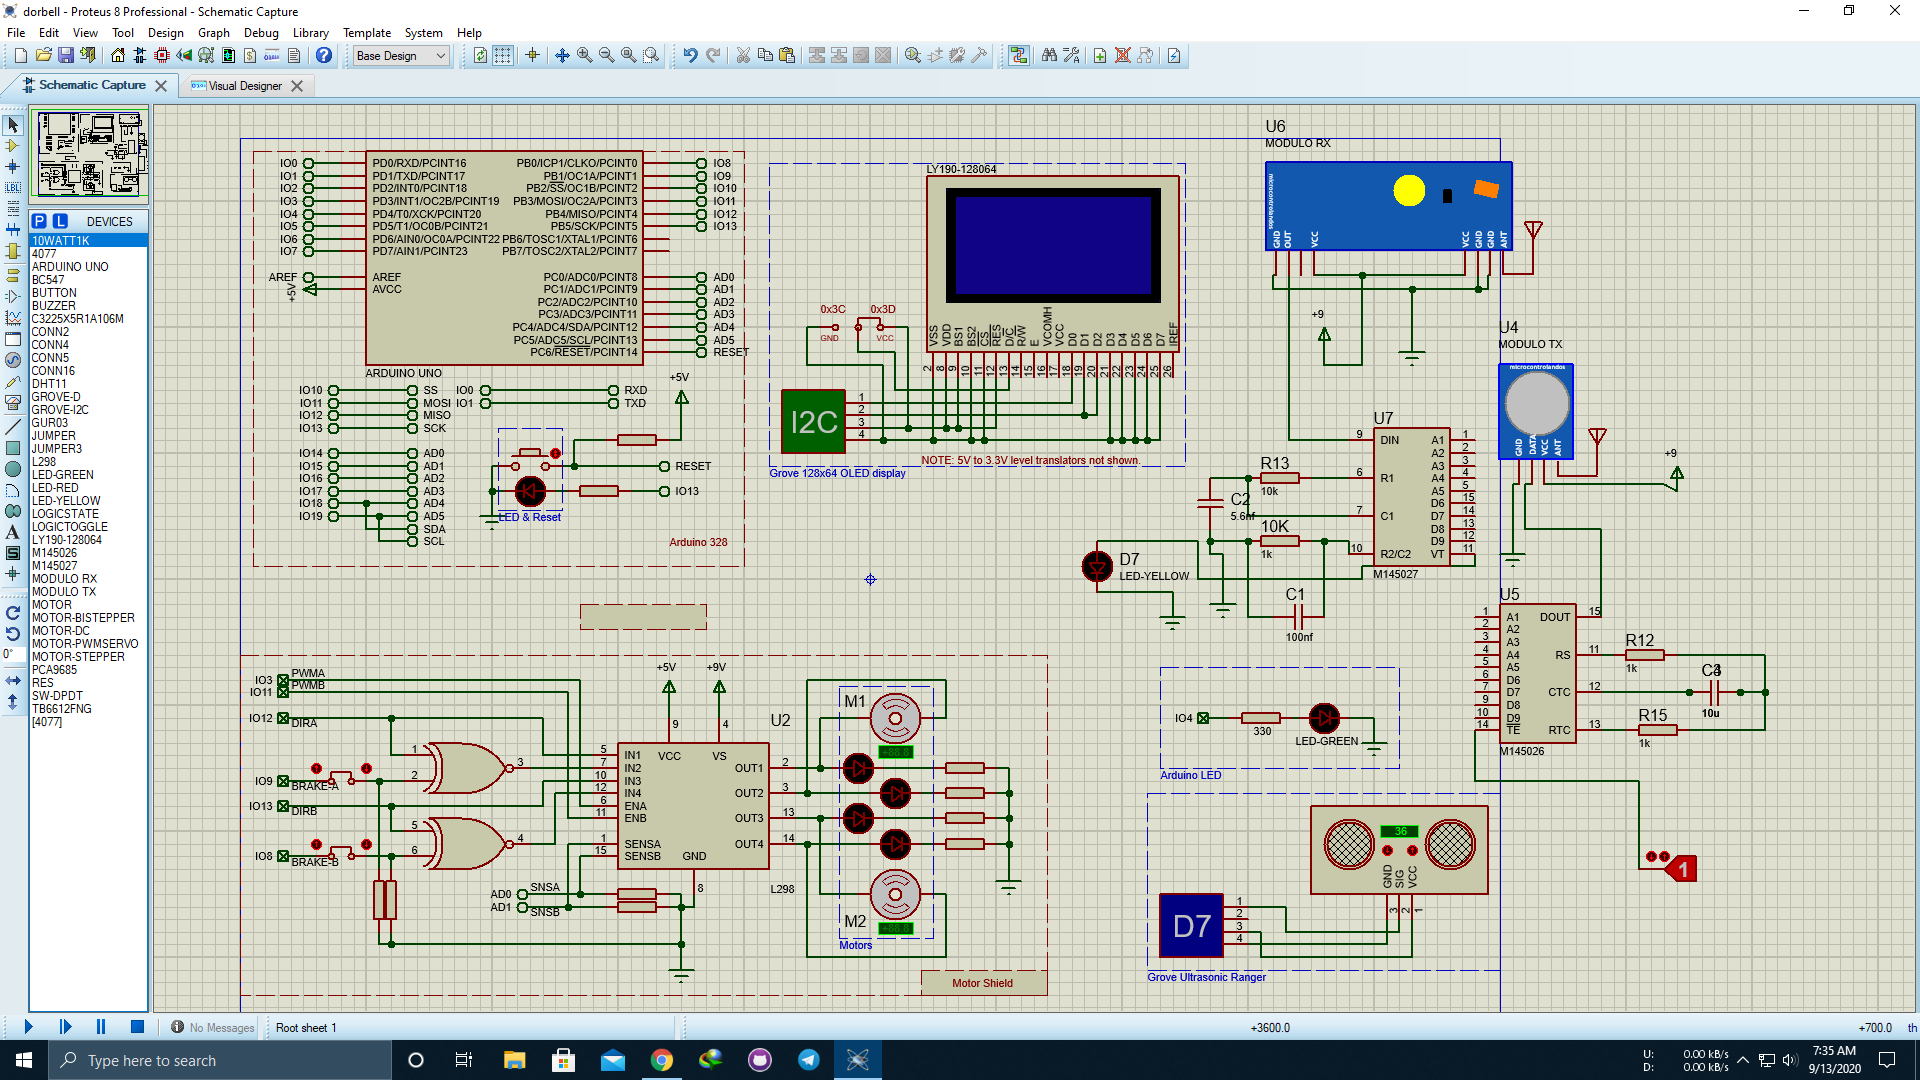 dorbell - Proteus 8 Professional - Schematic Capture
File Edit View Tool Design Graph Debug Library Template System Help
Base Design
Schematic Capture
Visual Designer
P L DEVICES
10WATT1K
4077
ARDUINO UNO
BC547
BUTTON
BUZZER
C3225X5R1A106M
CONN2
CONN4
CONN5
CONN16
DHT11
GROVE-D
GROVE-I2C
GUR03
JUMPER
JUMPER3
L298
LED-GREEN
LED-RED
LED-YELLOW
LOGICSTATE
LOGICTOGGLE
LY190-128064
M145026
M145027
MODULO RX
MODULO TX
MOTOR
MOTOR-BISTEPPER
MOTOR-DC
MOTOR-PWMSERVO
MOTOR-STEPPER
PCA9685
RES
SW-DPDT
TB6612FNG
[4077]
LBL
A
S
0°
IO0 PD0/RXD/PCINT16 PB0/ICP1/CLKO/PCINT0 IO8
IO1 PD1/TXD/PCINT17 PB1/OC1A/PCINT1 IO9
IO2 PD2/INT0/PCINT18 PB2/SS/OC1B/PCINT2 IO10
IO3 PD3/INT1/OC2B/PCINT19 PB3/MOSI/OC2A/PCINT3 IO11
IO4 PD4/T0/XCK/PCINT20 PB4/MISO/PCINT4 IO12
IO5 PD5/T1/OC0B/PCINT21 PB5/SCK/PCINT5 IO13
IO6 PD6/AIN0/OC0A/PCINT22 PB6/TOSC1/XTAL1/PCINT6
IO7 PD7/AIN1/PCINT23 PB7/TOSC2/XTAL2/PCINT7
AREF AREF PC0/ADC0/PCINT8 AD0
+5V AVCC PC1/ADC1/PCINT9 AD1
PC2/ADC2/PCINT10 AD2
PC3/ADC3/PCINT11 AD3
PC4/ADC4/SDA/PCINT12 AD4
PC5/ADC5/SCL/PCINT13 AD5
PC6/RESET/PCINT14 RESET
ARDUINO UNO
IO10 SS IO0 RXD
IO11 MOSI IO1 TXD
IO12 MISO
IO13 SCK
IO14 AD0
IO15 AD1
IO16 AD2
IO17 AD3
IO18 AD4
IO19 AD5
SDA
SCL
+5V
RESET
IO13
LED & Reset
Arduino 328
LY190-128064
0x3C 0x3D
GND VCC
VSS VDD BS1 BS2 CS RES D/C R/W E VCOMH VCC D0 D1 D2 D3 D4 D5 D6 D7 IREF
2 8 9 10 11 12 13 14 15 16 17 18 19 20 21 22 23 24 25 26
I2C
1
2
3
4
NOTE: 5V to 3.3V level translators not shown.
Grove 128x64 OLED display
U6
MODULO RX
microcontrolandos
GND OUT VCC VCC GND GND ANT
+9
U4
MODULO TX
microcontrolandos
GND DATA VCC ANT
+9
U7
9 DIN A1 1
A2 2
R13 6 R1 A3 3
10k A4 4
A5 5
C2 D6 15
5.6nf 7 C1 D7 14
10K D8 13
1k D9 12
10 R2/C2 VT 11
M145027
D7
LED-YELLOW
C1
100nf
U5
1 A1 DOUT 15
2 A2
3 A3
4 A4 RS 11 R12
5 A5 1k
6 D6
7 D7 CTC 12
9 D8 10u
10 D9
14 TE RTC 13 R15
1k
M145026
IO4
330
LED-GREEN
Arduino LED
36
GND SIG VCC
3 2 1
D7
1
2
3
4
Grove Ultrasonic Ranger
1
IO3 PWMA
IO11 PWMB
IO12 DIRA
IO9 BRAKE-A
IO13 DIRB
IO8 BRAKE-B
1
2
3
5
6
4
+5V +9V
9 4
U2
5 IN1 VCC VS
7 IN2 OUT1 2
10 IN3
12 IN4 OUT2 3
6 ENA
11 ENB OUT3 13
1 SENSA OUT4 14
15 SENSB GND
8
L298
AD0 SNSA
AD1 SNSB
M1
+88.8
M2
+88.8
Motors
Motor Shield
No Messages
Root sheet 1
+3600.0
+700.0
th
Type here to search
U: 0.00 kB/s
D: 0.00 kB/s
7:35 AM
9/13/2020